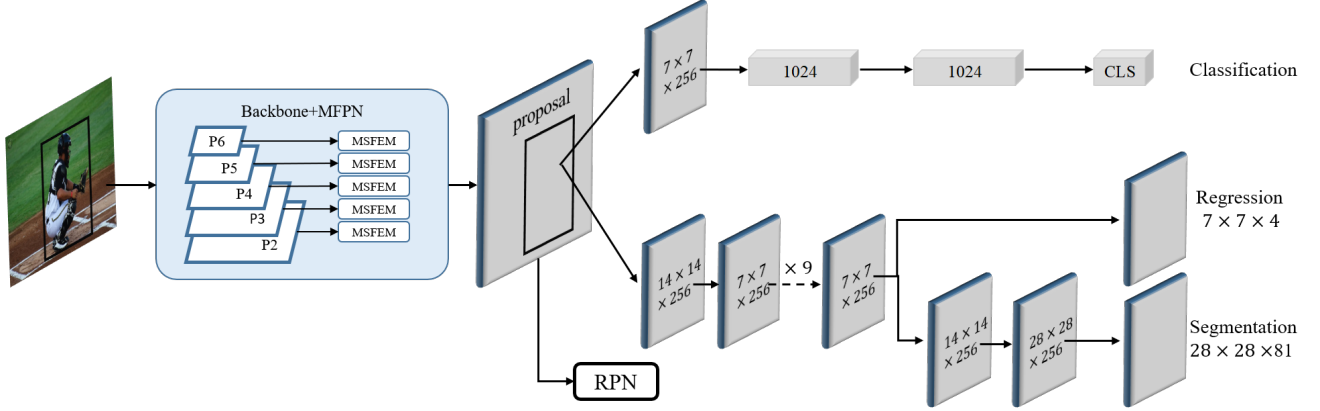 Backbone+MFPN
P6
MSFEM
P5
MSFEM
P4
MSFEM
P3
MSFEM
P2
MSFEM
proposal
RPN
7 × 7
× 256
1024
1024
CLS
Classification
14 × 14
× 256
7 × 7
× 256
× 9
7 × 7
× 256
Regression
7 × 7 × 4
14 × 14
× 256
28 × 28
× 256
Segmentation
28 × 28 ×81